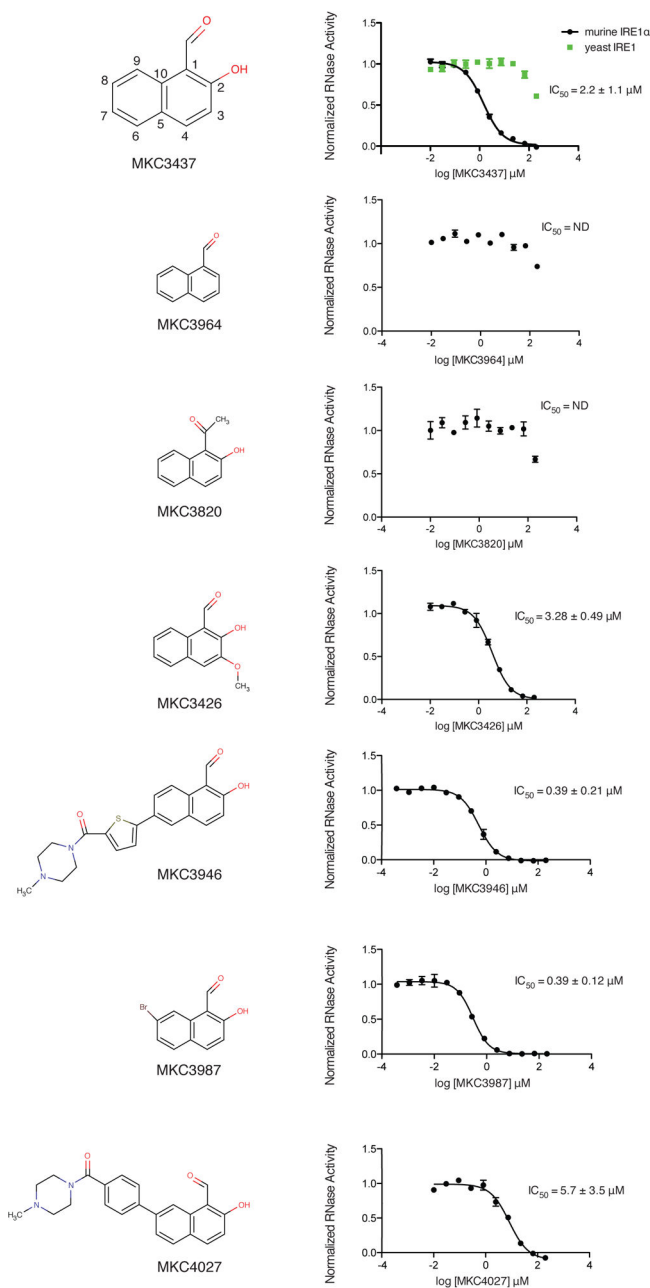 O
OH
1
2
3
4
5
6
7
8
9
10
MKC3437
Normalized RNase Activity
1.5
1.0
0.5
0.0
-4
-2
0
2
4
log [MKC3437] µM
murine IRE1α
yeast IRE1
IC50 = 2.2 ± 1.1 µM
O
MKC3964
Normalized RNase Activity
1.5
1.0
0.5
0.0
-4
-2
0
2
4
log [MKC3964] µM
IC50 = ND
O
CH3
OH
MKC3820
Normalized RNase Activity
1.5
1.0
0.5
0.0
-4
-2
0
2
4
log [MKC3820] µM
IC50 = ND
O
OH
O
CH3
MKC3426
Normalized RNase Activity
1.5
1.0
0.5
0.0
-4
-2
0
2
4
log [MKC3426] µM
IC50 = 3.28 ± 0.49 µM
O
OH
S
O
N
N
H3C
MKC3946
Normalized RNase Activity
1.5
1.0
0.5
0.0
-4
-2
0
2
4
log [MKC3946] µM
IC50 = 0.39 ± 0.21 µM
O
OH
Br
MKC3987
Normalized RNase Activity
1.5
1.0
0.5
0.0
-4
-2
0
2
4
log [MKC3987] µM
IC50 = 0.39 ± 0.12 µM
O
O
OH
N
N
H3C
MKC4027
Normalized RNase Activity
1.5
1.0
0.5
0.0
-4
-2
0
2
4
log [MKC4027] µM
IC50 = 5.7 ± 3.5 µM